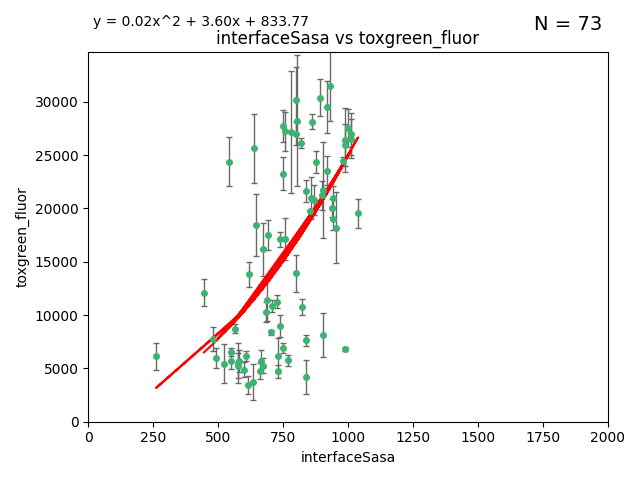 y = 0.02x^2 + 3.60x + 833.77
N = 73
interfaceSasa vs toxgreen_fluor
30000
25000
20000
15000
10000
5000
0
toxgreen_fluor
0 250 500 750 1000 1250 1500 1750 2000
interfaceSasa